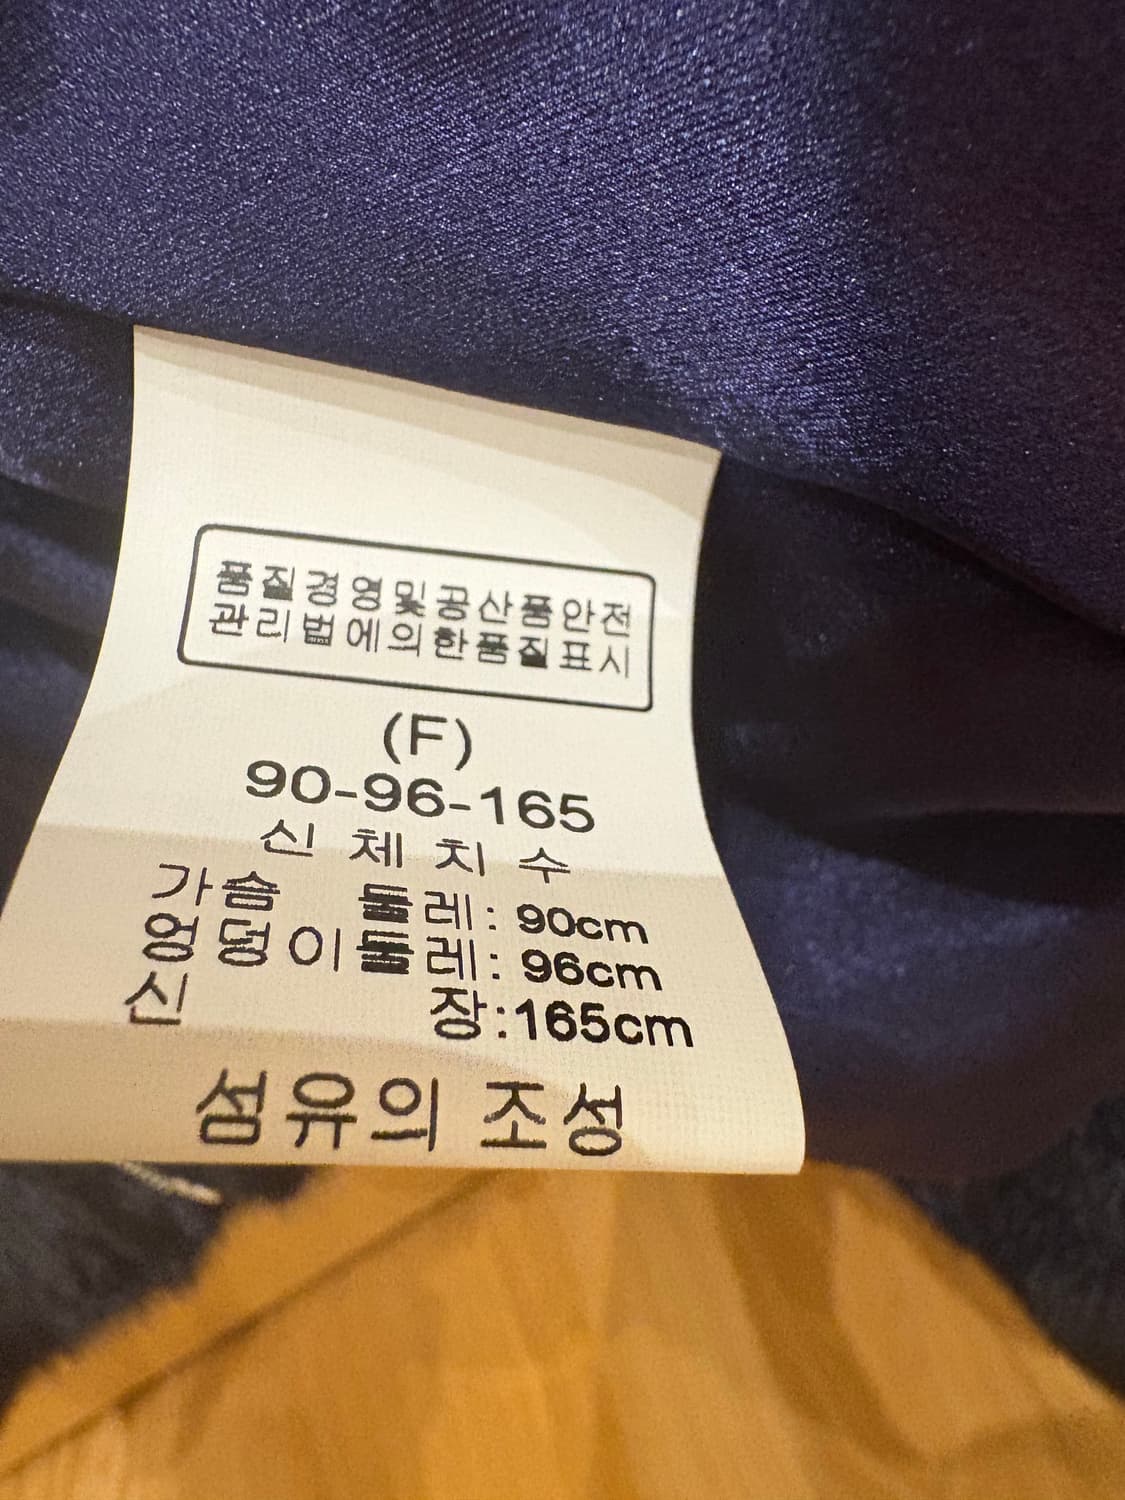 품질경영및공산품안전
관리법에의한품질표시
(F)
90-96-165
신 체 치 수
가슴 둘레: 90cm
엉덩이둘레: 96cm
신 장:165cm
섬유의 조성